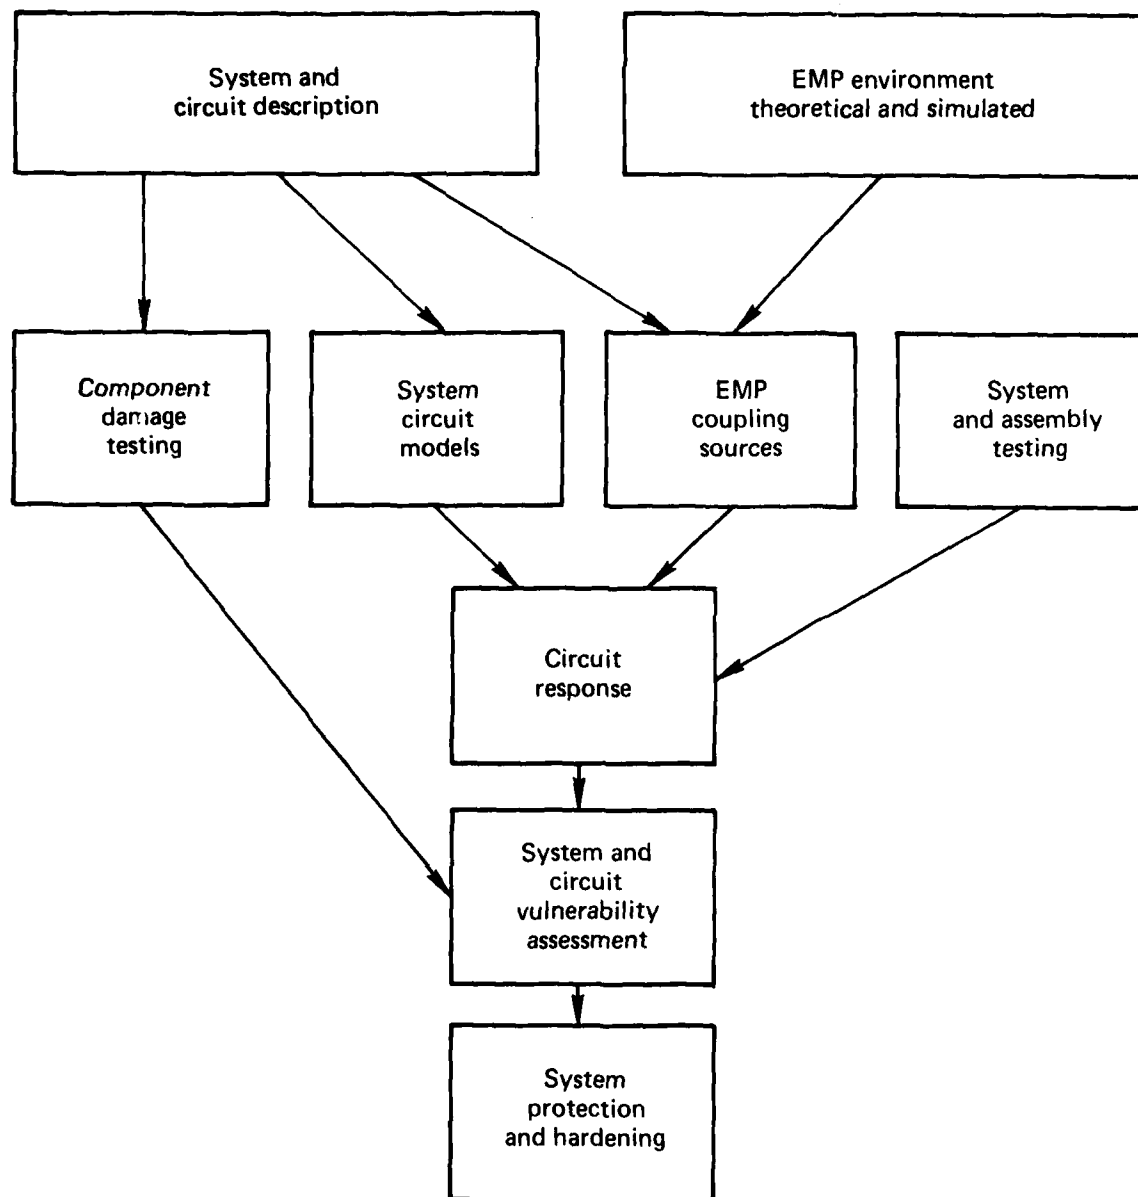 System and
circuit description
EMP environment
theoretical and simulated
Component
damage
testing
System
circuit
models
EMP
coupling
sources
System
and assembly
testing
Circuit
response
System and
circuit
vulnerability
assessment
System
protection
and hardening